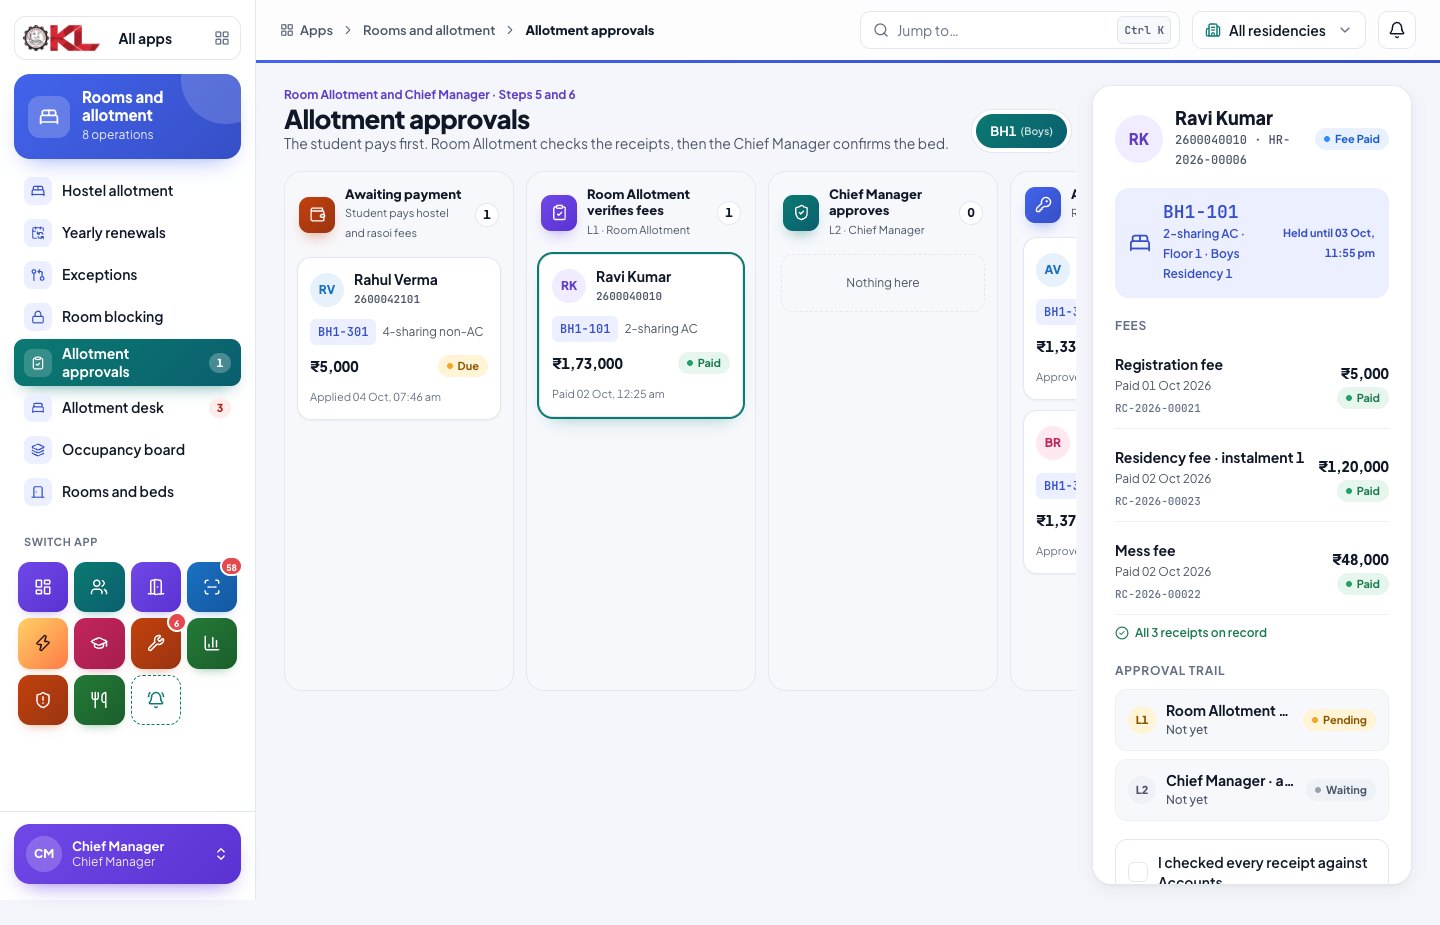 KL
All apps
Apps
Rooms and allotment
Allotment approvals
Jump to…
Ctrl K
All residencies
Rooms and
allotment
8 operations
Hostel allotment
Yearly renewals
Exceptions
Room blocking
Allotment
approvals
1
Allotment desk
3
Occupancy board
Rooms and beds
SWITCH APP
58
6
CM
Chief Manager
Chief Manager
Room Allotment and Chief Manager · Steps 5 and 6
Allotment approvals
The student pays first. Room Allotment checks the receipts, then the Chief Manager confirms the bed.
BH1 (Boys)
Awaiting payment
Student pays hostel
and rasoi fees
1
RV
Rahul Verma
2600042101
BH1-301
4-sharing non-AC
₹5,000
Due
Applied 04 Oct, 07:46 am
Room Allotment
verifies fees
L1 · Room Allotment
1
RK
Ravi Kumar
2600040010
BH1-101
2-sharing AC
₹1,73,000
Paid
Paid 02 Oct, 12:25 am
Chief Manager
approves
L2 · Chief Manager
0
Nothing here
AV
BH1-3
₹1,33
Approve
BR
BH1-3
₹1,37
Approve
RK
Ravi Kumar
2600040010 · HR-
2026-00006
Fee Paid
BH1-101
2-sharing AC ·
Floor 1 · Boys
Residency 1
Held until 03 Oct,
11:55 pm
FEES
Registration fee
Paid 01 Oct 2026
RC-2026-00021
₹5,000
Paid
Residency fee · instalment 1
Paid 02 Oct 2026
RC-2026-00023
₹1,20,000
Paid
Mess fee
Paid 02 Oct 2026
RC-2026-00022
₹48,000
Paid
All 3 receipts on record
APPROVAL TRAIL
L1
Room Allotment …
Not yet
Pending
L2
Chief Manager · a…
Not yet
Waiting
I checked every receipt against
Accounts